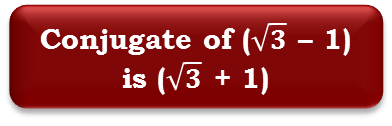 Conjugate of (√3 – 1)
is (√3 + 1)